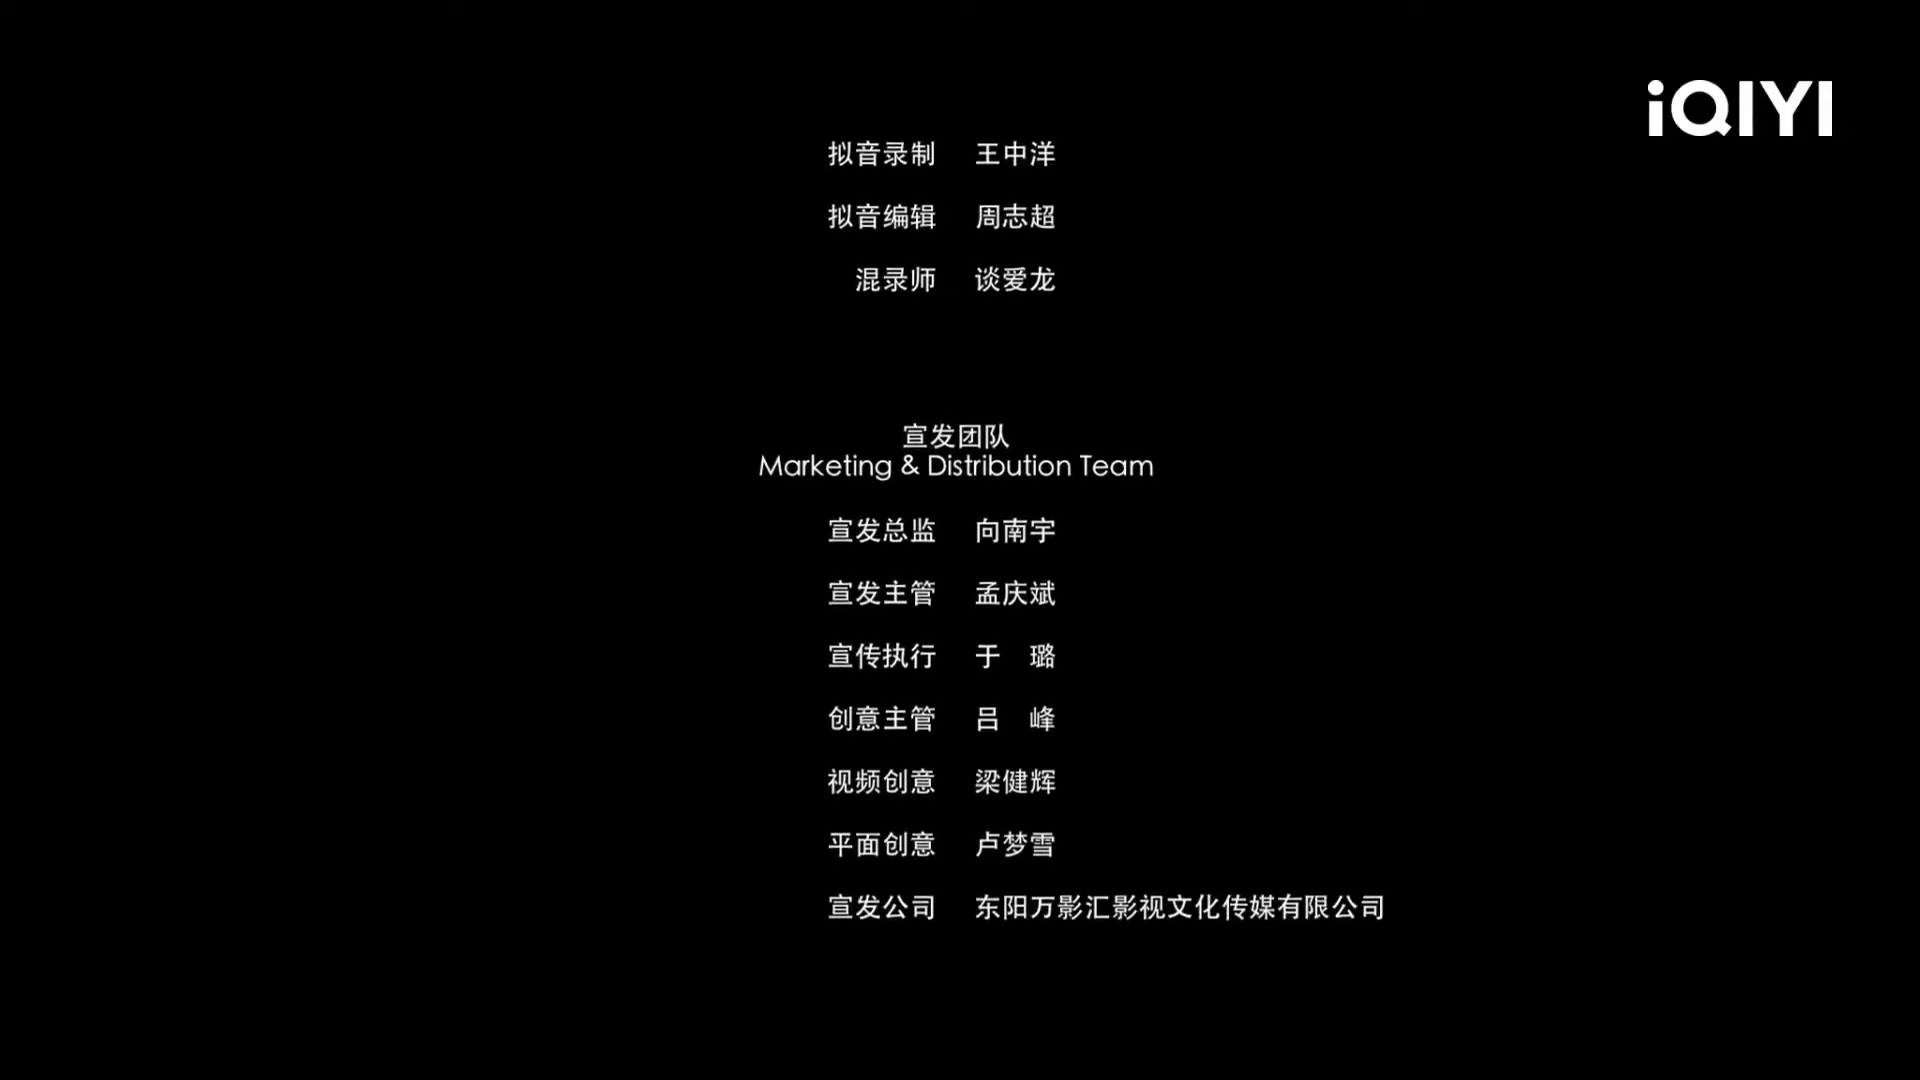 iQIYI
拟音录制 王中洋
拟音编辑 周志超
混录师 谈爱龙
宣发团队
Marketing & Distribution Team
宣发总监 向南宇
宣发主管 孟庆斌
宣传执行 于 璐
创意主管 吕 峰
视频创意 梁健辉
平面创意 卢梦雪
宣发公司 东阳万影汇影视文化传媒有限公司